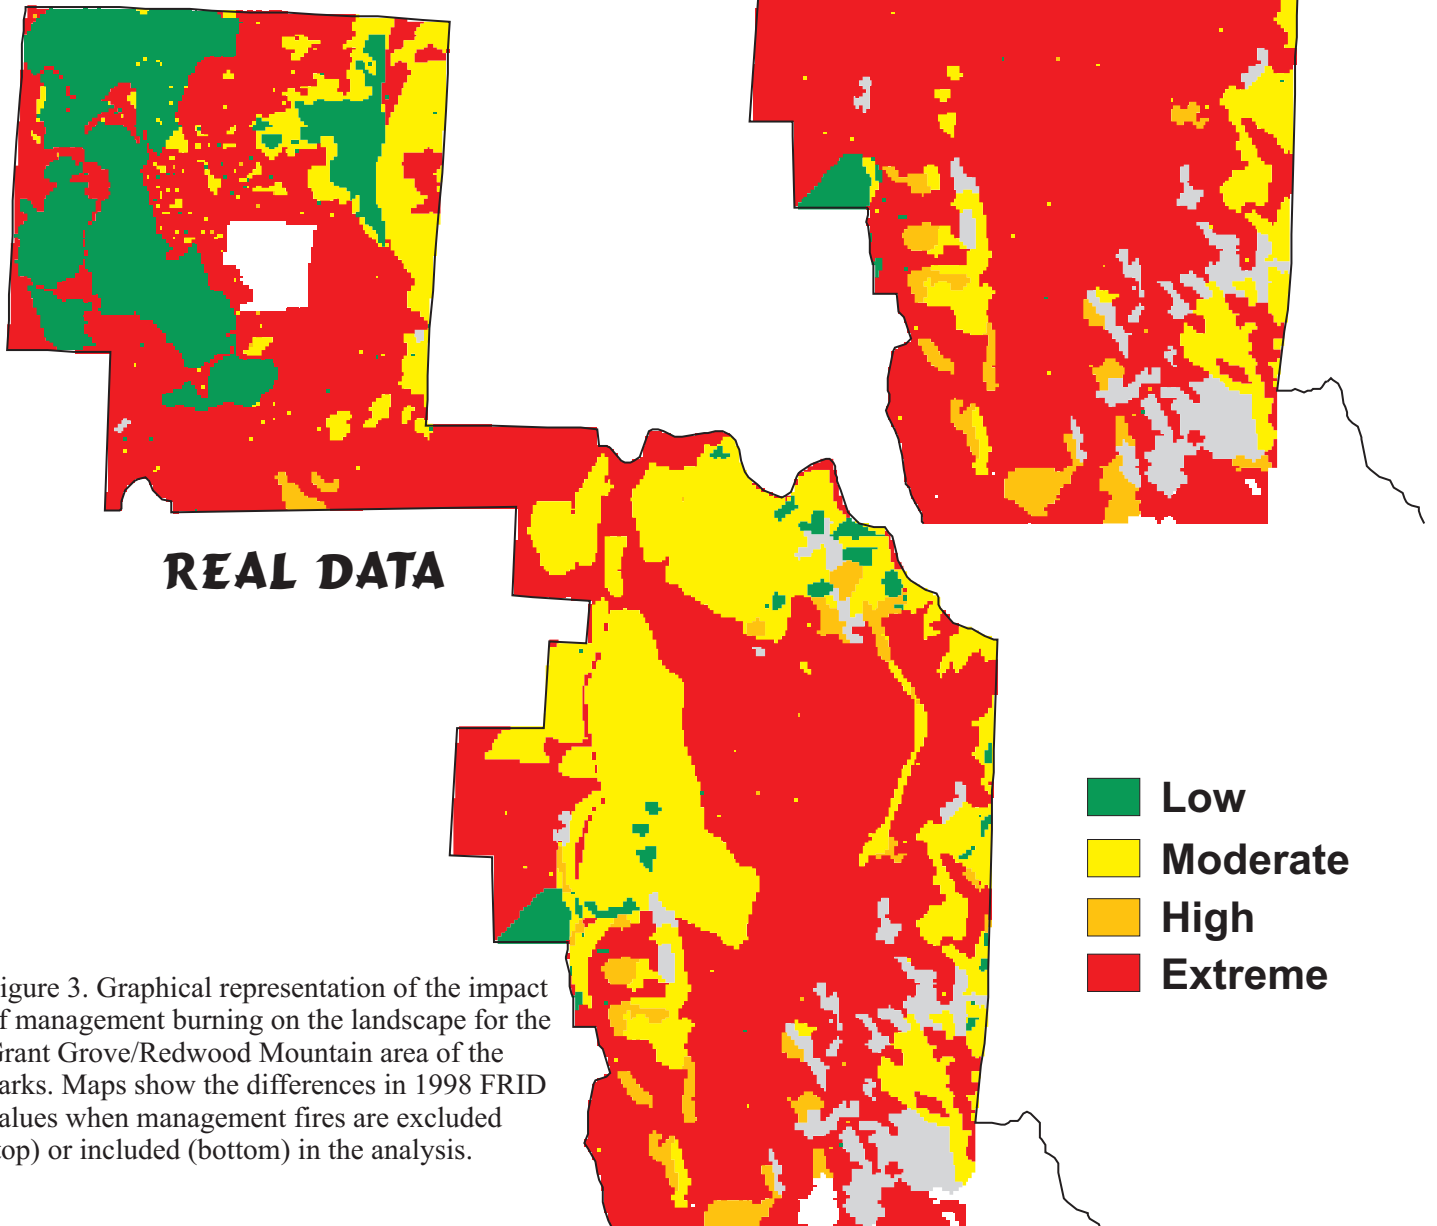 REAL DATA
Low
Moderate
High
Extreme
igure 3. Graphical representation of the impact
f management burning on the landscape for the
Grant Grove/Redwood Mountain area of the
arks. Maps show the differences in 1998 FRID
alues when management fires are excluded
top) or included (bottom) in the analysis.